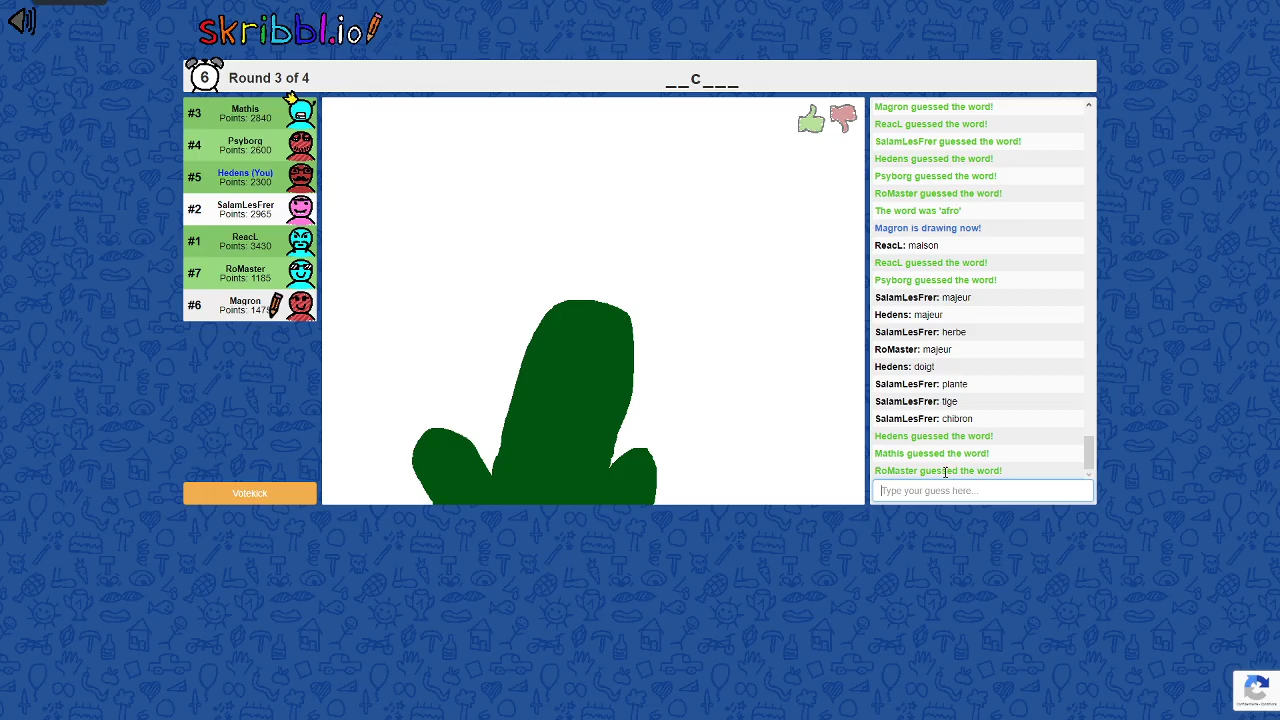 skribbl.io
6
Round 3 of 4
__c___
#3
Mathis
Points: 2840
#4
Psyborg
Points: 2600
#5
Hedens (You)
Points: 2300
#2
SalamLesFrer
Points: 2965
#1
ReacL
Points: 3430
#7
RoMaster
Points: 1165
#6
Magron
Points: 1475
Votekick
Magron guessed the word!
ReacL guessed the word!
SalamLesFrer guessed the word!
Hedens guessed the word!
Psyborg guessed the word!
RoMaster guessed the word!
The word was 'afro'
Magron is drawing now!
ReacL: maison
ReacL guessed the word!
Psyborg guessed the word!
SalamLesFrer: majeur
Hedens: majeur
SalamLesFrer: herbe
RoMaster: majeur
Hedens: doigt
SalamLesFrer: plante
SalamLesFrer: tige
SalamLesFrer: chibron
Hedens guessed the word!
Mathis guessed the word!
RoMaster guessed the word!
Type your guess here...